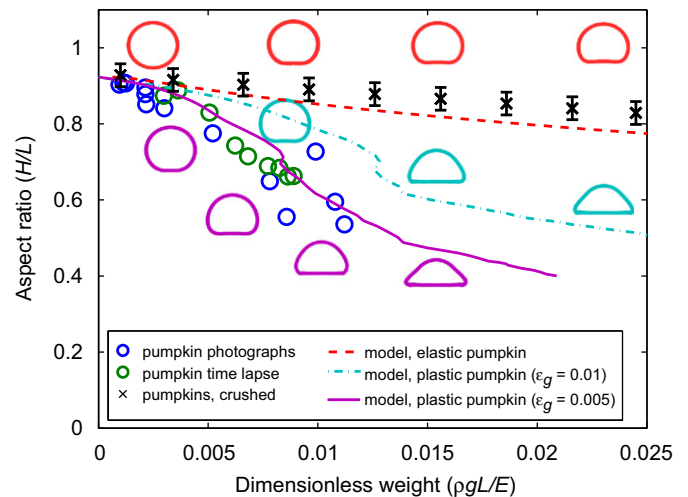 1
0.8
0.6
0.4
0.2
0
Aspect ratio (H/L)
pumpkin photographs
pumpkin time lapse
pumpkins, crushed
model, elastic pumpkin
model, plastic pumpkin (εg = 0.01)
model, plastic pumpkin (εg = 0.005)
0 0.005 0.01 0.015 0.02 0.025
Dimensionless weight (ρgL/E)